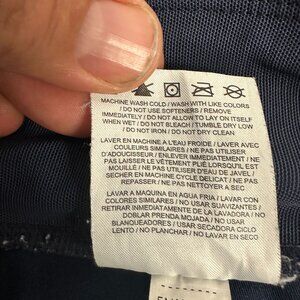 MACHINE WASH COLD / WASH WITH LIKE COLORS
/ DO NOT USE SOFTENERS / REMOVE
IMMEDIATELY / DO NOT ALLOW TO LAY ON ITSELF
WHEN WET / DO NOT BLEACH / TUMBLE DRY LOW
/ DO NOT IRON / DO NOT DRY CLEAN
LAVER EN MACHINE A L'EAU FROIDE / LAVER AVEC
COULEURS SIMILAIRES / NE PAS UTILISER
D'ADOUCISSEUR / ENLEVER IMMEDIATEMENT / NE
PAS LAISSER LE VÊTEMENT PLIÉ LORSQU'IL EST
MOUILLÉ / NE PAS UTILISER D'EAU DE JAVEL /
SECHER EN MACHINE CYCLE DELICAT / NE PAS
REPASSER / NE PAS NETTOYER A SEC
LAVAR A MAQUINA EN AGUA FRIA / LAVAR CON
COLORES SIMILARES / NO USAR SUAVIZANTES /
REMUEVA INMEDIATAMENTE DE LA LAVADORA / NO
DOBLAR PRENDA MOJADA / NO USAR
BLANQUEADORES / USAR SECADORA CICLO
LENTO / NO PLANCHAR / NO LAVAR EN SECO